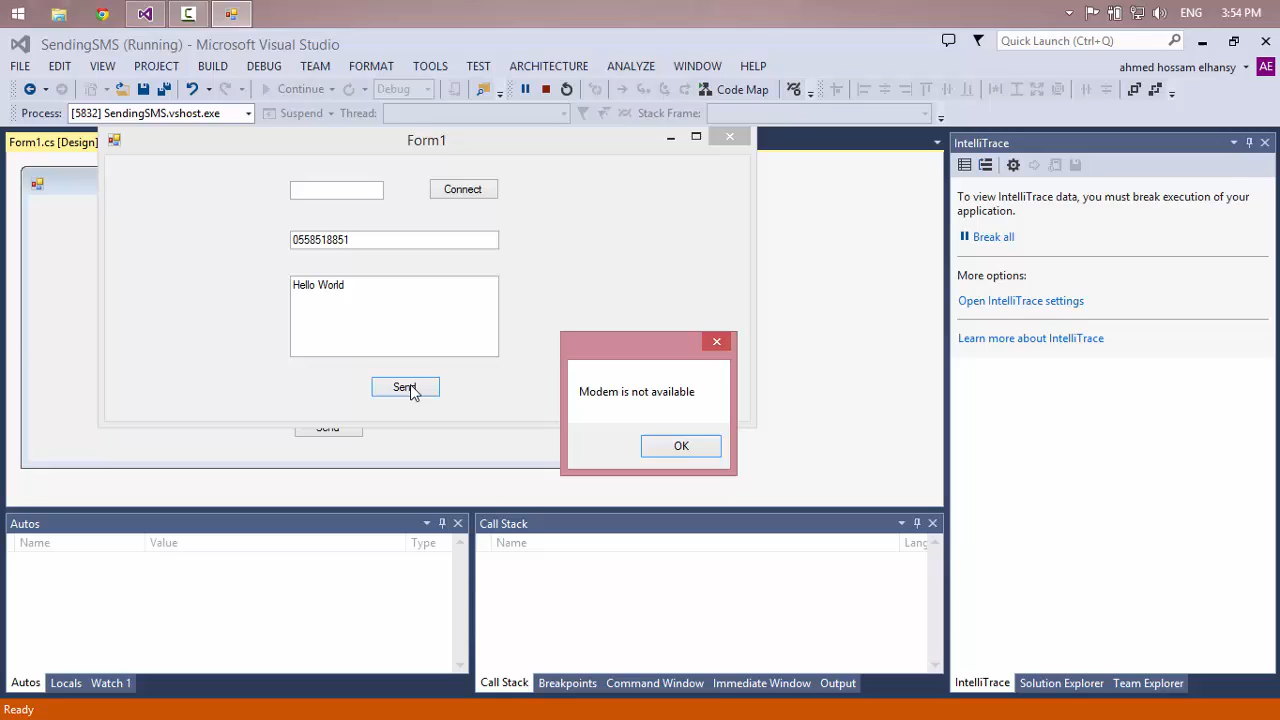 ENG
3:54 PM
SendingSMS (Running) - Microsoft Visual Studio
Quick Launch (Ctrl+Q)
FILE EDIT VIEW PROJECT BUILD DEBUG TEAM FORMAT TOOLS TEST ARCHITECTURE ANALYZE WINDOW HELP
ahmed hossam elhansy
AE
Continue
Debug
Code Map
Process: [5832] SendingSMS.vshost.exe
Suspend
Thread:
Stack Frame:
Form1.cs [Design]
Form1
Connect
0558518851
Hello World
Send
Send
Modem is not available
OK
IntelliTrace
To view IntelliTrace data, you must break execution of your
application.
Break all
More options:
Open IntelliTrace settings
Learn more about IntelliTrace
Autos
Name Value Type
Call Stack
Name Lang
Autos Locals Watch 1
Call Stack Breakpoints Command Window Immediate Window Output
IntelliTrace Solution Explorer Team Explorer
Ready